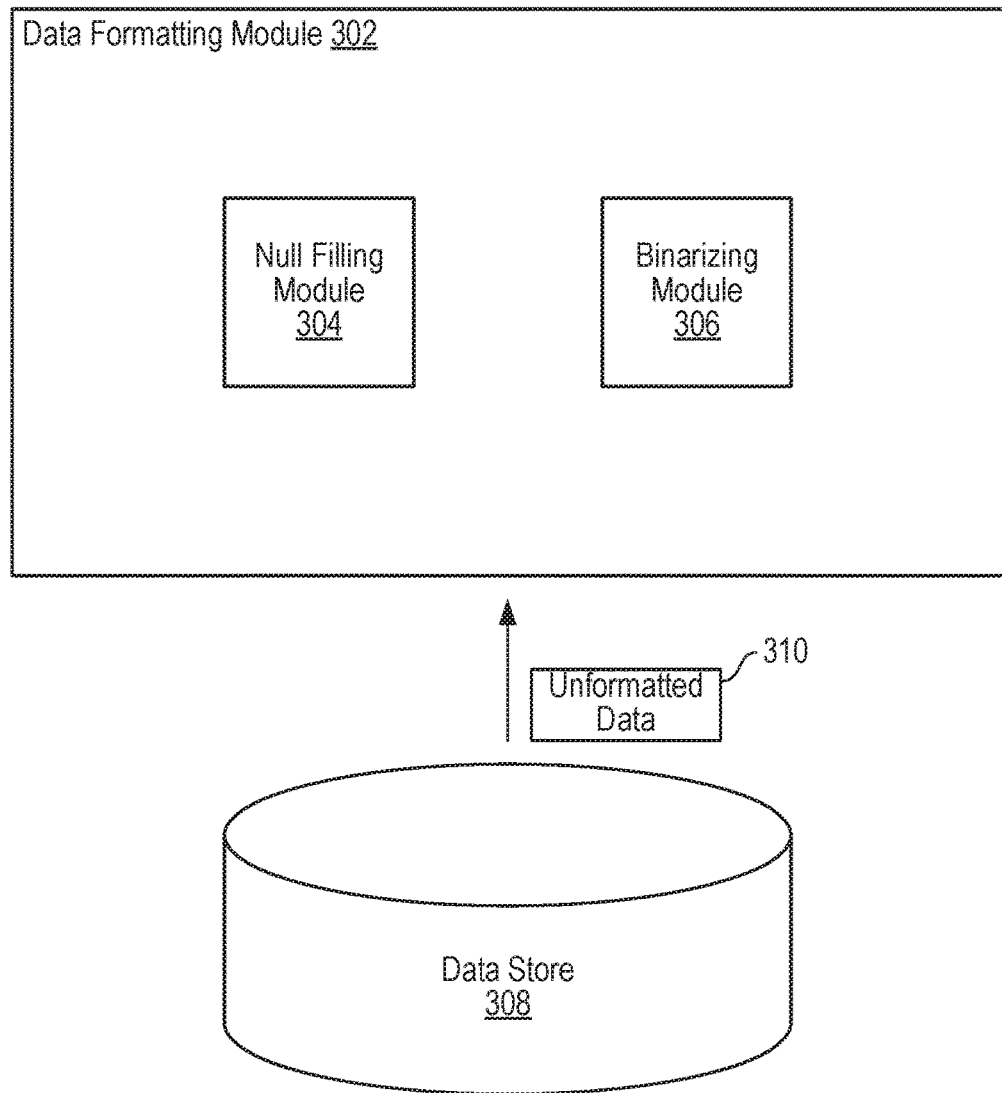 Data Formatting Module 302
Null Filling
Module
304
Binarizing
Module
306
310
Unformatted
Data
Data Store
308